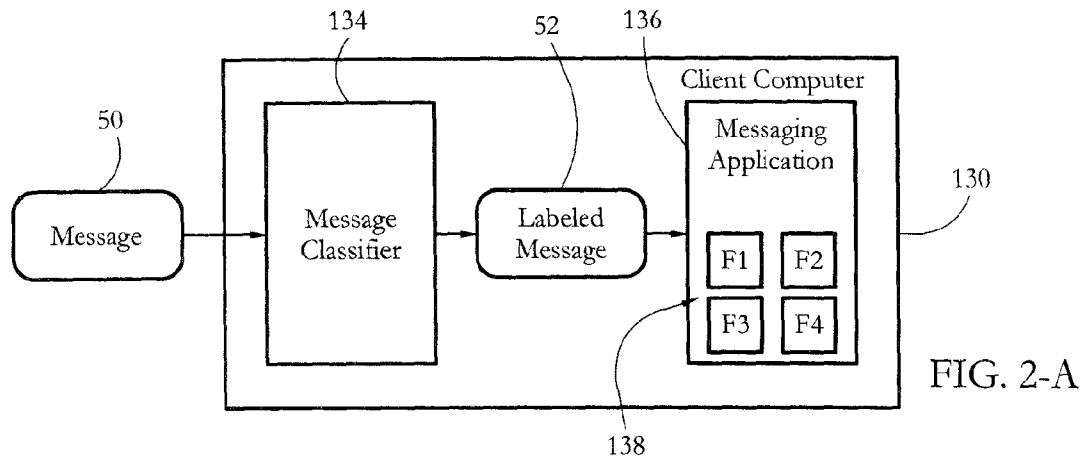 134
52
136
Client Computer
50
Messaging
Application
130
Message
Message
Classifier
Labeled
Message
F1 F2
F3 F4
FIG. 2-A
138